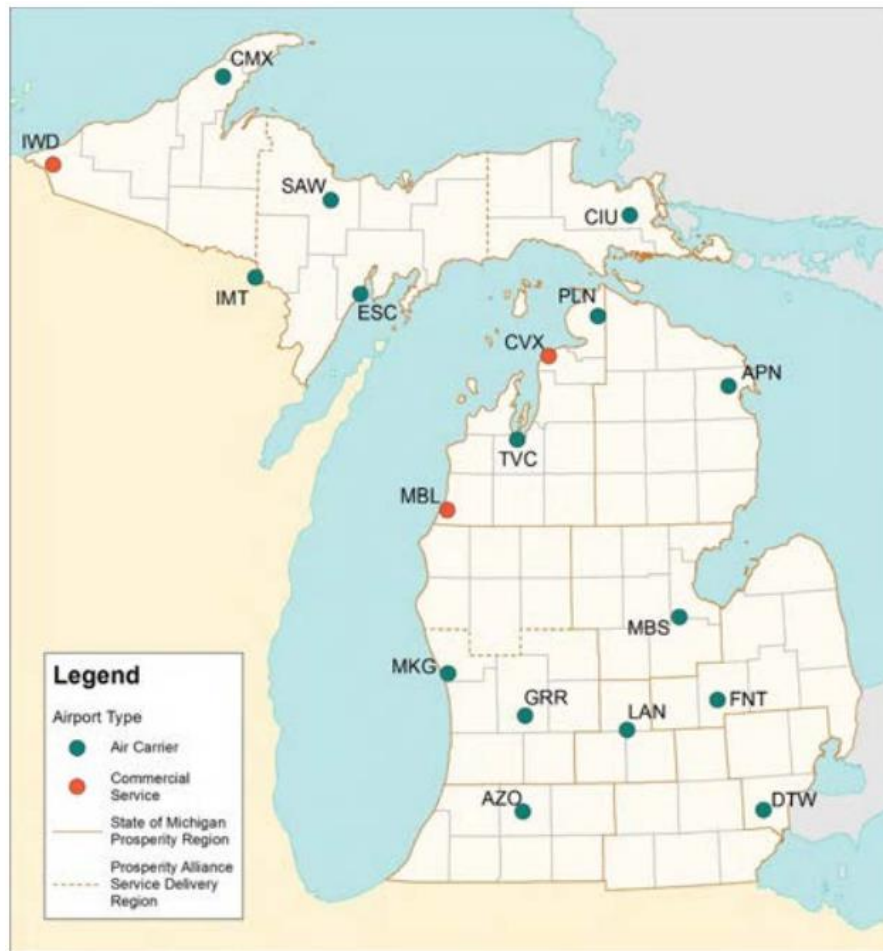 CMX
IWD
SAW
CIU
IMT
ESC
PLN
CVX
APN
TVC
MBL
MBS
MKG
GRR
LAN
FNT
AZO
DTW
Legend
Airport Type
Air Carrier
Commercial
Service
State of Michigan
Prosperity Region
Prosperity Alliance
Service Delivery
Region